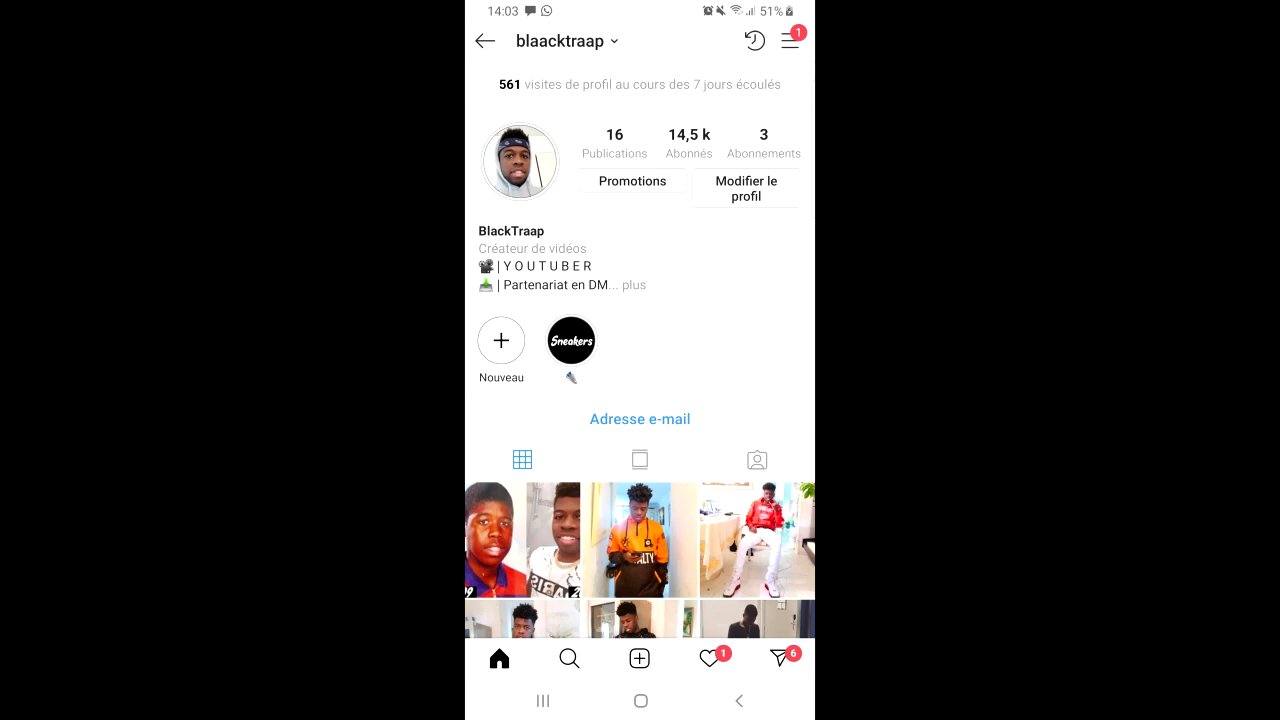 14:03
51%
blaacktraap
1
561 visites de profil au cours des 7 jours écoulés
16
14,5 k
3
Publications
Abonnés
Abonnements
Promotions
Modifier le
profil
BlackTraap
Créateur de vidéos
| Y O U T U B E R
| Partenariat en DM... plus
Sneakers
Nouveau
Adresse e-mail
1
6